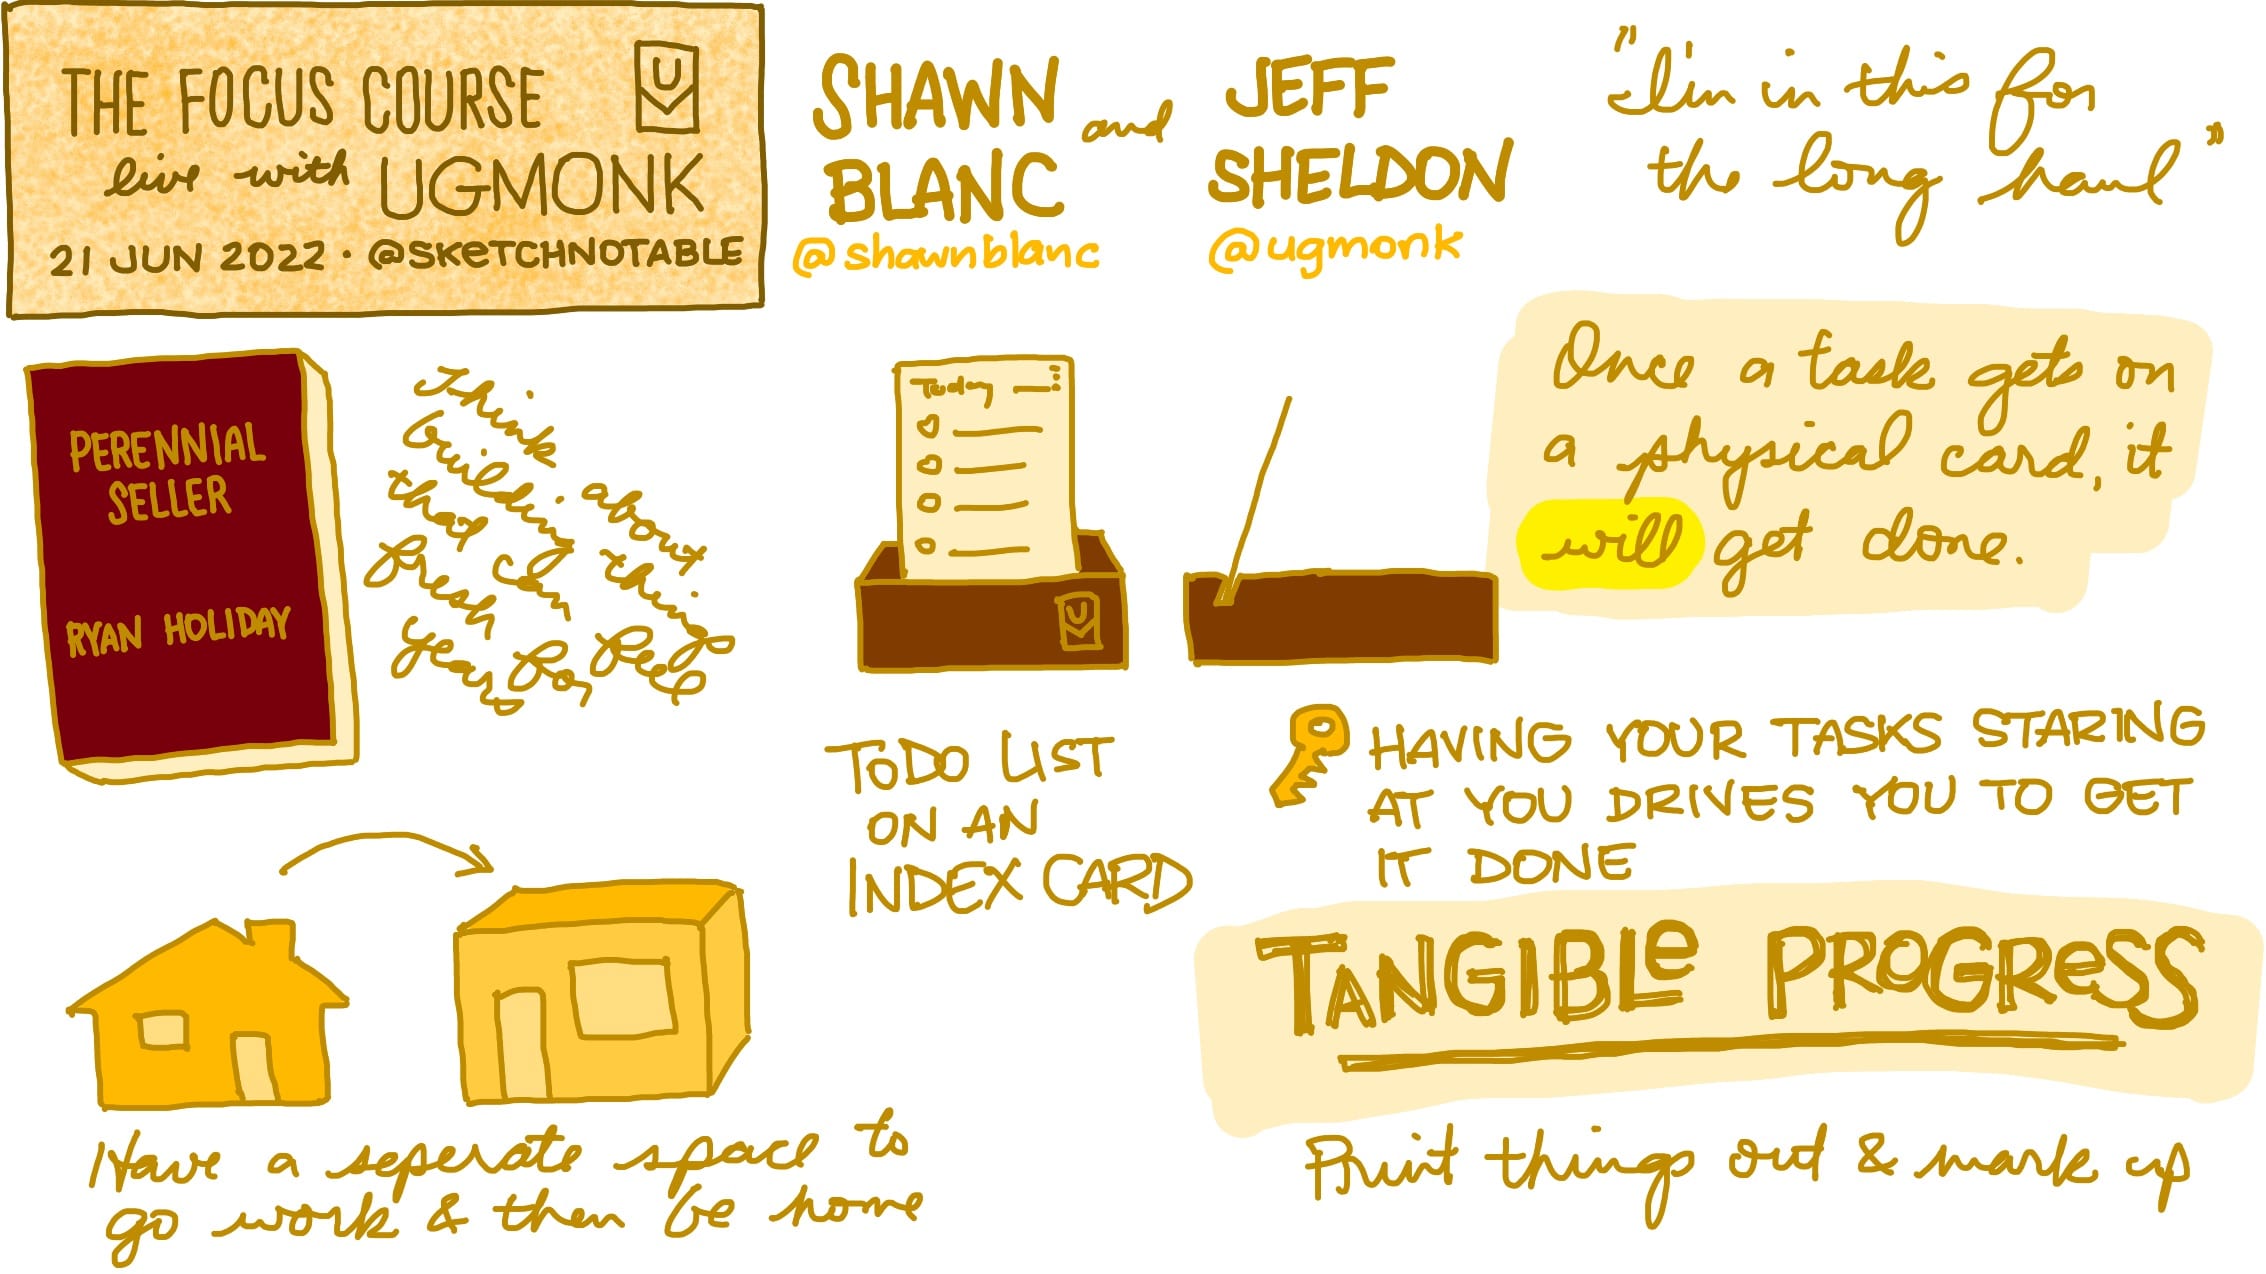 THE FOCUS COURSE
live with UGMONK
21 JUN 2022 · @SKETCHNOTABLE
SHAWN
BLANC
@shawnblanc
and
JEFF
SHELDON
@ugmonk
"I'm in this for
the long haul"
PERENNIAL
SELLER
RYAN HOLIDAY
Think about
building things
that can feel
fresh for
years
Today
U
TODO LIST
ON AN
INDEX CARD
Once a task gets on
a physical card, it
will get done.
HAVING YOUR TASKS STARING
AT YOU DRIVES YOU TO GET
IT DONE
TANGIBLE PROGRESS
Print things out & mark up
Have a seperate space to
go work & then be home